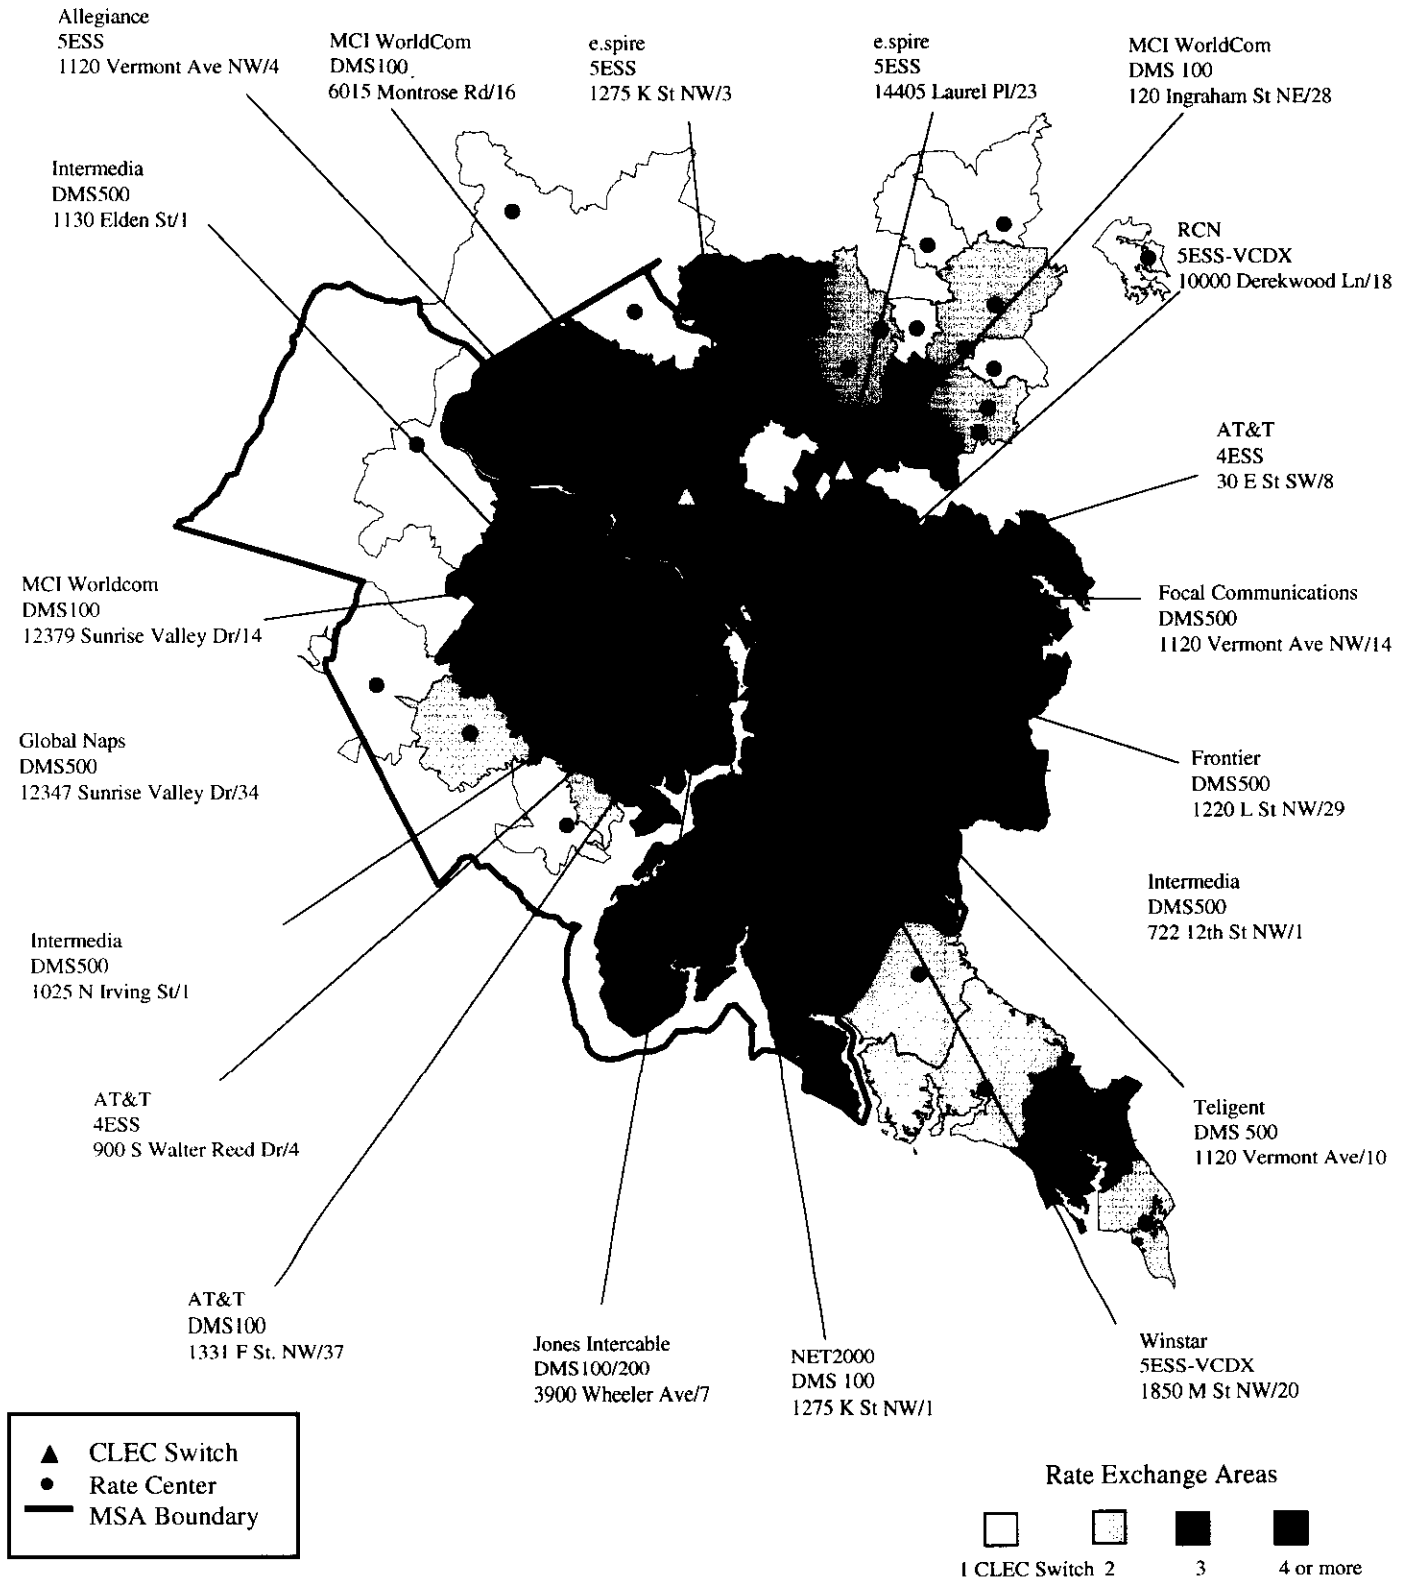 Allegiance
5ESS
1120 Vermont Ave NW/4
MCI WorldCom
DMS100
6015 Montrose Rd/16
e.spire
5ESS
1275 K St NW/3
e.spire
5ESS
14405 Laurel Pl/23
MCI WorldCom
DMS 100
120 Ingraham St NE/28
Intermedia
DMS500
1130 Elden St/1
RCN
5ESS-VCDX
10000 Derekwood Ln/18
AT&T
4ESS
30 E St SW/8
MCI Worldcom
DMS100
12379 Sunrise Valley Dr/14
Focal Communications
DMS500
1120 Vermont Ave NW/14
Global Naps
DMS500
12347 Sunrise Valley Dr/34
Frontier
DMS500
1220 L St NW/29
Intermedia
DMS500
722 12th St NW/1
Intermedia
DMS500
1025 N Irving St/1
AT&T
4ESS
900 S Walter Reed Dr/4
Teligent
DMS 500
1120 Vermont Ave/10
AT&T
DMS100
1331 F St. NW/37
Jones Intercable
DMS100/200
3900 Wheeler Ave/7
NET2000
DMS 100
1275 K St NW/1
Winstar
5ESS-VCDX
1850 M St NW/20
CLEC Switch
Rate Center
MSA Boundary
Rate Exchange Areas
1 CLEC Switch 2 3 4 or more